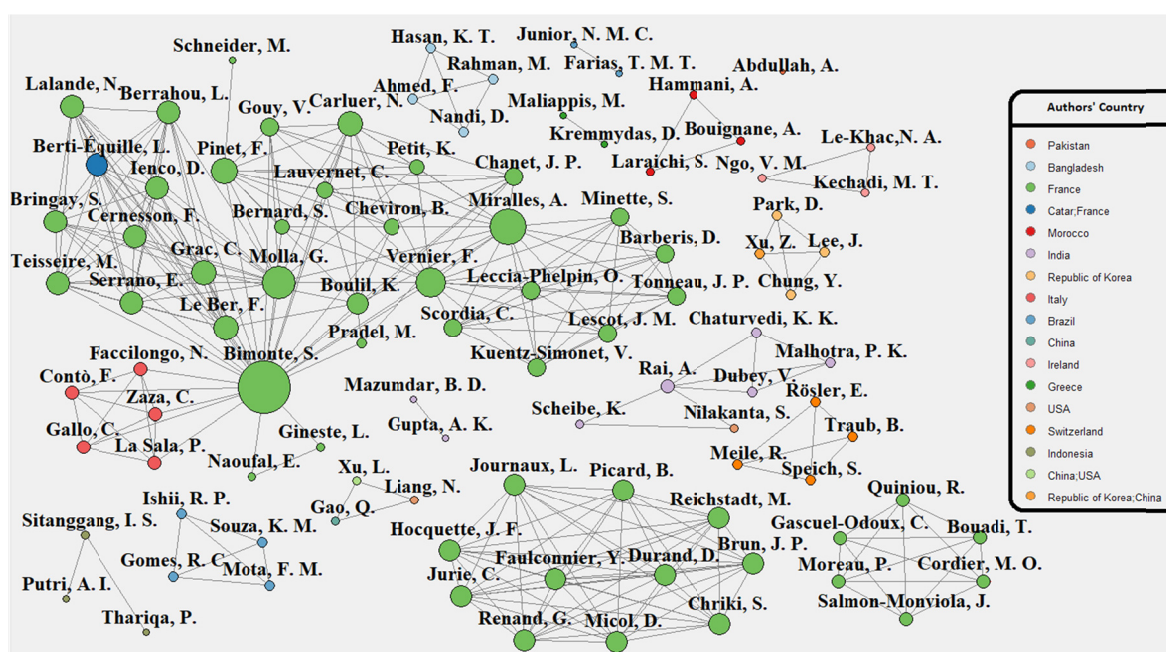 Schneider, M.
Hasan, K. T.
Junior, N. M. C.
Rahman, M.
Farias, T. M. T.
Abdullah, A.
Hammani, A.
Lalande, N.
Berrahou, L.
Ahmed, F.
Gouy, V.
Carluer, N.
Maliappis, M.
Nandi, D.
Kremmydas, D.
Bouignane, A.
Le-Khac,N. A.
Berti-Équille, L.
Pinet, F.
Petit, K.
Chanet, J. P.
Laraichi, S.
Ngo, V. M.
Ienco, D.
Lauvernet, C.
Kechadi, M. T.
Bringay, S.
Cernesson, F.
Bernard, S.
Cheviron, B.
Miralles, A.
Minette, S.
Park, D.
Xu, Z.
Lee, J.
Barberis, D.
Grac, C.
Molla, G.
Vernier, F.
Teisseire, M.
Serrano, E.
Boulil, K.
Leccia-Phelpin, O.
Tonneau, J. P.
Chung, Y.
Le Ber, F.
Scordia, C.
Lescot, J. M.
Chaturvedi, K. K.
Pradel, M.
Faccilongo, N.
Bimonte, S.
Kuentz-Simonet, V.
Malhotra, P. K.
Contò, F.
Zaza, C.
Mazumdar, B. D.
Rai, A.
Dubey, V.
Rösler, E.
Scheibe, K.
Nilakanta, S.
Gallo, C.
Gupta, A. K.
Traub, B.
La Sala, P.
Gineste, L.
Meile, R.
Naoufal, E.
Xu, L.
Journaux, L.
Picard, B.
Speich, S.
Liang, N.
Quiniou, R.
Ishii, R. P.
Reichstadt, M.
Gao, Q.
Sitanggang, I. S.
Souza, K. M.
Hocquette, J. F.
Gascuel-Odoux, C.
Bouadi, T.
Gomes, R. C.
Faulconnier, Y.
Durand, D.
Brun, J. P.
Putri, A. I.
Mota, F. M.
Jurie, C.
Moreau, P.
Cordier, M. O.
Thariqa, P.
Renand, G.
Micol, D.
Chriki, S.
Salmon-Monviola, J.
Authors' Country
Pakistan
Bangladesh
France
Catar;France
Morocco
India
Republic of Korea
Italy
Brazil
China
Ireland
Greece
USA
Switzerland
Indonesia
China;USA
Republic of Korea;China